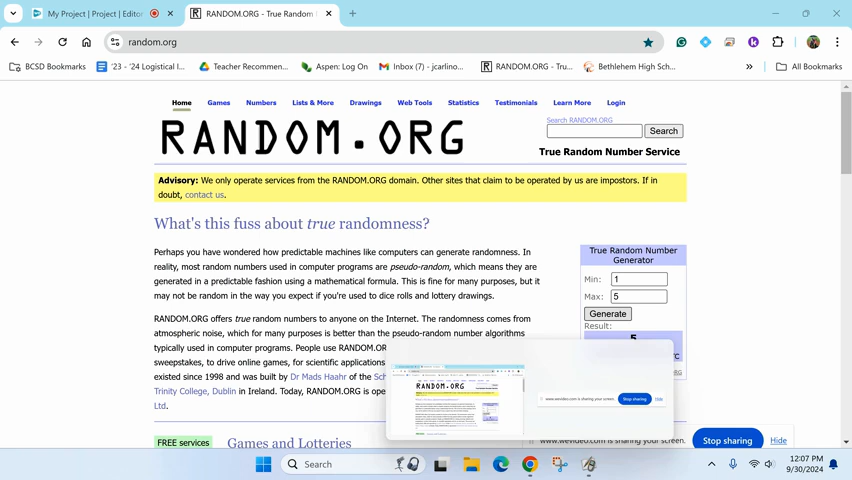 My Project | Project | Editor
RANDOM.ORG - True Random
random.org
BCSD Bookmarks
'23 - '24 Logistical I...
Teacher Recommen...
Aspen: Log On
Inbox (7) - jcarlino...
RANDOM.ORG - Tru...
Bethlehem High Sch...
All Bookmarks
Home Games Numbers Lists & More Drawings Web Tools Statistics Testimonials Learn More Login
RANDOM.ORG
Search RANDOM.ORG
Search
True Random Number Service
Advisory: We only operate services from the RANDOM.ORG domain. Other sites that claim to be operated by us are impostors. If in
doubt, contact us.
What's this fuss about true randomness?
Perhaps you have wondered how predictable machines like computers can generate randomness. In
reality, most random numbers used in computer programs are pseudo-random, which means they are
generated in a predictable fashion using a mathematical formula. This is fine for many purposes, but it
may not be random in the way you expect if you're used to dice rolls and lottery drawings.
RANDOM.ORG offers true random numbers to anyone on the Internet. The randomness comes from
atmospheric noise, which for many purposes is better than the pseudo-random number algorithms
typically used in computer programs. People use RANDOM.OR
sweepstakes, to drive online games, for scientific applications
existed since 1998 and was built by Dr Mads Haahr of the Sch
Trinity College, Dublin in Ireland. Today, RANDOM.ORG is ope
Ltd.
FREE services
Games and Lotteries
True Random Number
Generator
Min: 1
Max: 5
Generate
Result:
5
RANDOM.ORG
www.wevideo.com is sharing your screen.
Stop sharing
Hide
www.wevideo.com is sharing your screen.
Stop sharing
Hide
Search
12:07 PM
9/30/2024